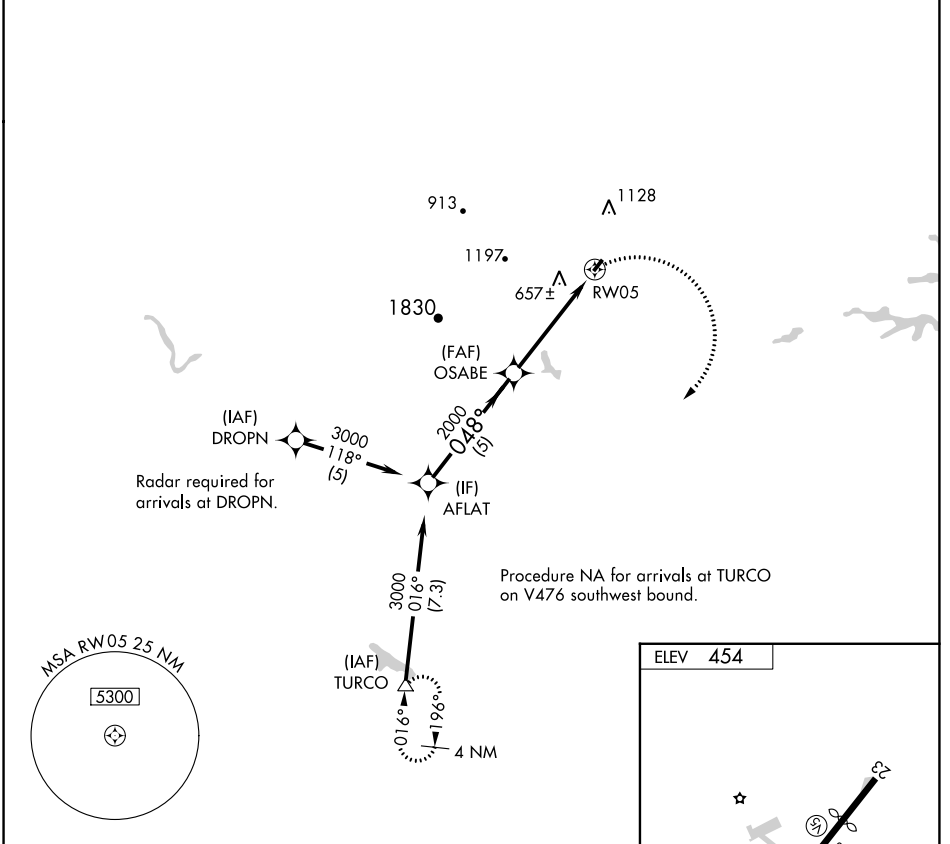 913
1128
1197
657±
RW05
1830
(FAF)
OSABE
(IAF)
DROPN
3000
118°
(5)
2000
048°
(5)
Radar required for
arrivals at DROPN.
(IF)
AFLAT
3000
016°
(7.3)
Procedure NA for arrivals at TURCO
on V476 southwest bound.
(IAF)
TURCO
016°
196°
4 NM
MSA RW05 25 NM
5300
ELEV 454
23
V5